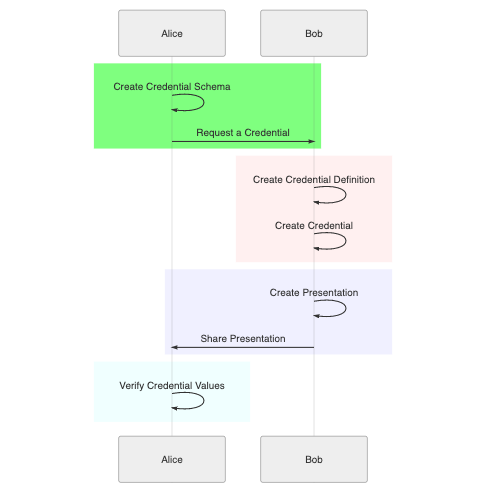 Alice
Bob
Create Credential Schema
Request a Credential
Create Credential Definition
Create Credential
Create Presentation
Share Presentation
Verify Credential Values
Alice
Bob